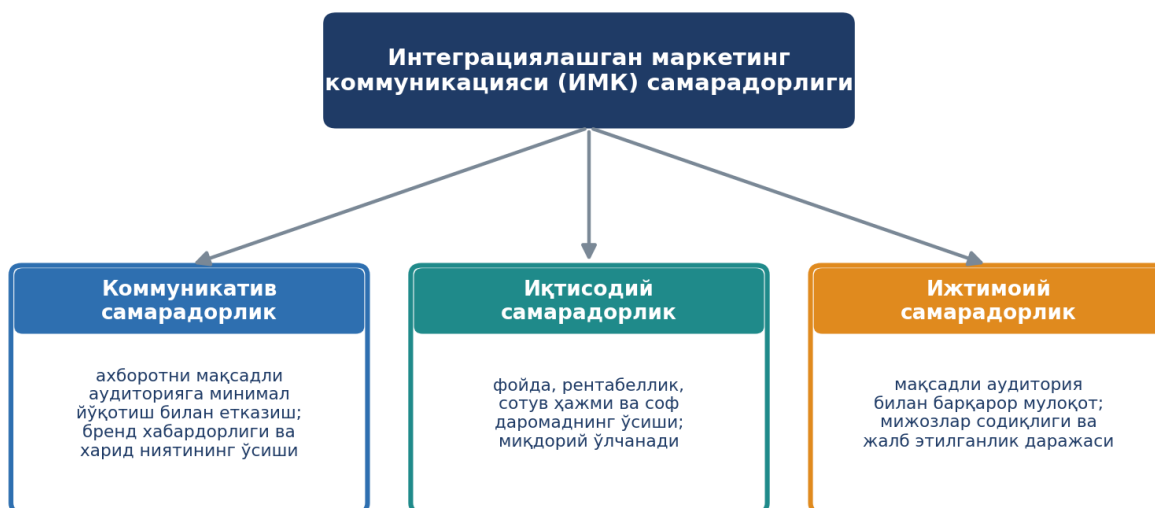 Интеграциялашган маркетинг
коммуникацияси (ИМК) самарадорлиги
Коммуникатив
самарадорлик
ахборотни мақсадли
аудиторияга минимал
йўқотиш билан етказиш;
бренд хабардорлиги ва
харид ниятининг ўсиши
Иқтисодий
самарадорлик
фойда, рентабеллик,
сотув ҳажми ва соф
даромаднинг ўсиши;
миқдорий ўлчанади
Ижтимоий
самарадорлик
мақсадли аудитория
билан барқарор мулоқот;
мижозлар содиқлиги ва
жалб этилганлик даражаси